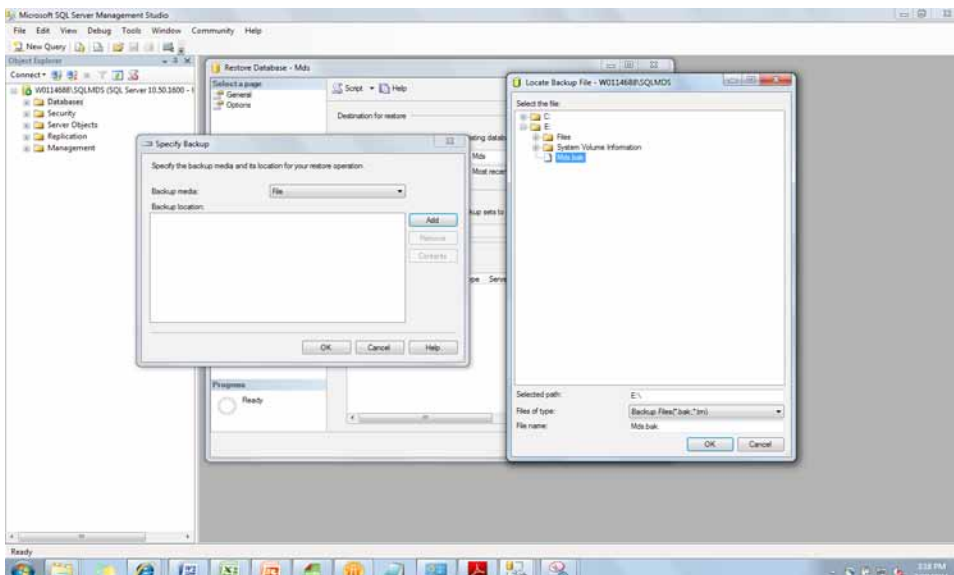 Microsoft SQL Server Management Studio
File Edit View Debug Tools Window Community Help
New Query
Object Explorer
Connect
W0114688\SQLMDS (SQL Server 10.50.1600 -
Databases
Security
Server Objects
Replication
Management
Restore Database - Mds
Select a page
General
Options
Script Help
Destination for restore
Mds
Progress
Ready
Specify Backup
Specify the backup media and its location for your restore operation.
Backup media: File
Backup location:
Add
Remove
Contents
OK Cancel Help
Locate Backup File - W0114688\SQLMDS
Select the file:
C:
E:
Files
System Volume Information
Mds.bak
Selected path: E:\
Files of type: Backup Files(*.bak;*.trn)
File name: Mds.bak
OK Cancel
Ready
3:18 PM